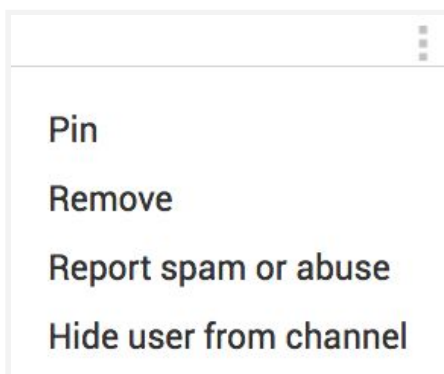 Pin
Remove
Report spam or abuse
Hide user from channel